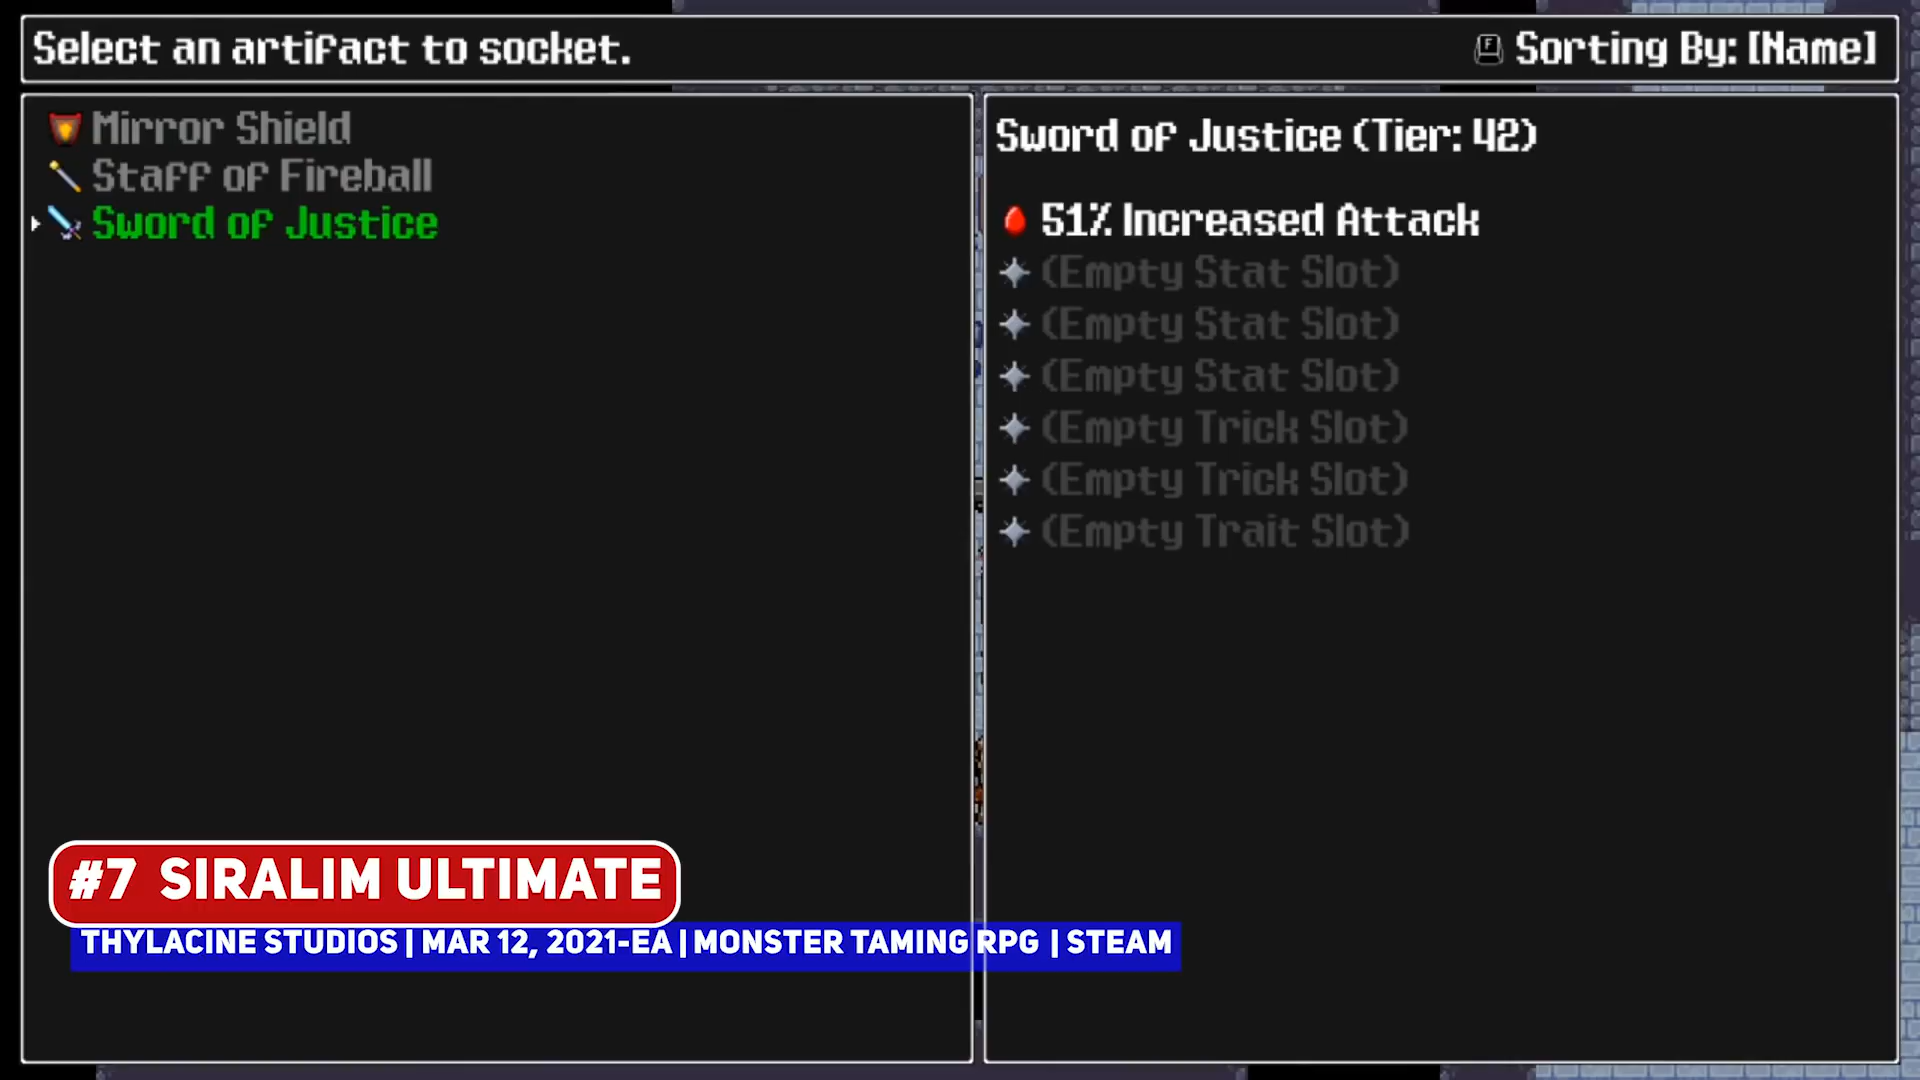 Select an artifact to socket.
F Sorting By: [Name]
Mirror Shield
Staff of Fireball
Sword of Justice
Sword of Justice (Tier: 42)
51% Increased Attack
(Empty Stat Slot)
(Empty Stat Slot)
(Empty Stat Slot)
(Empty Trick Slot)
(Empty Trick Slot)
(Empty Trait Slot)
#7 SIRALIM ULTIMATE
THYLACINE STUDIOS | MAR 12, 2021-EA | MONSTER TAMING RPG | STEAM